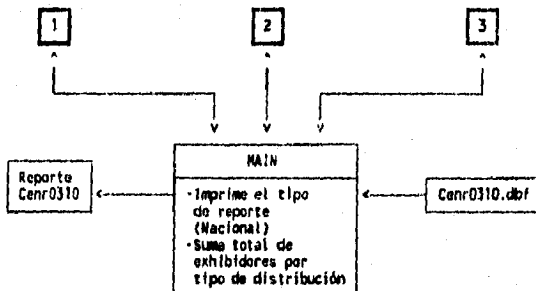 1 2 3
MAIN
Reporte
Cenr0310
-Imprime el tipo
de reporte
(Nacional)
-Suma total de
exhibidores por
tipo de distribución
Cenr0310.dbf